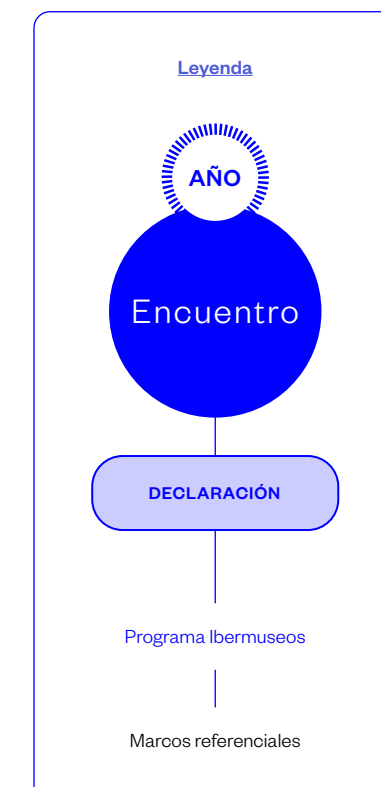 Leyenda
AÑO
Encuentro
DECLARACIÓN
Programa Ibermuseos
Marcos referenciales